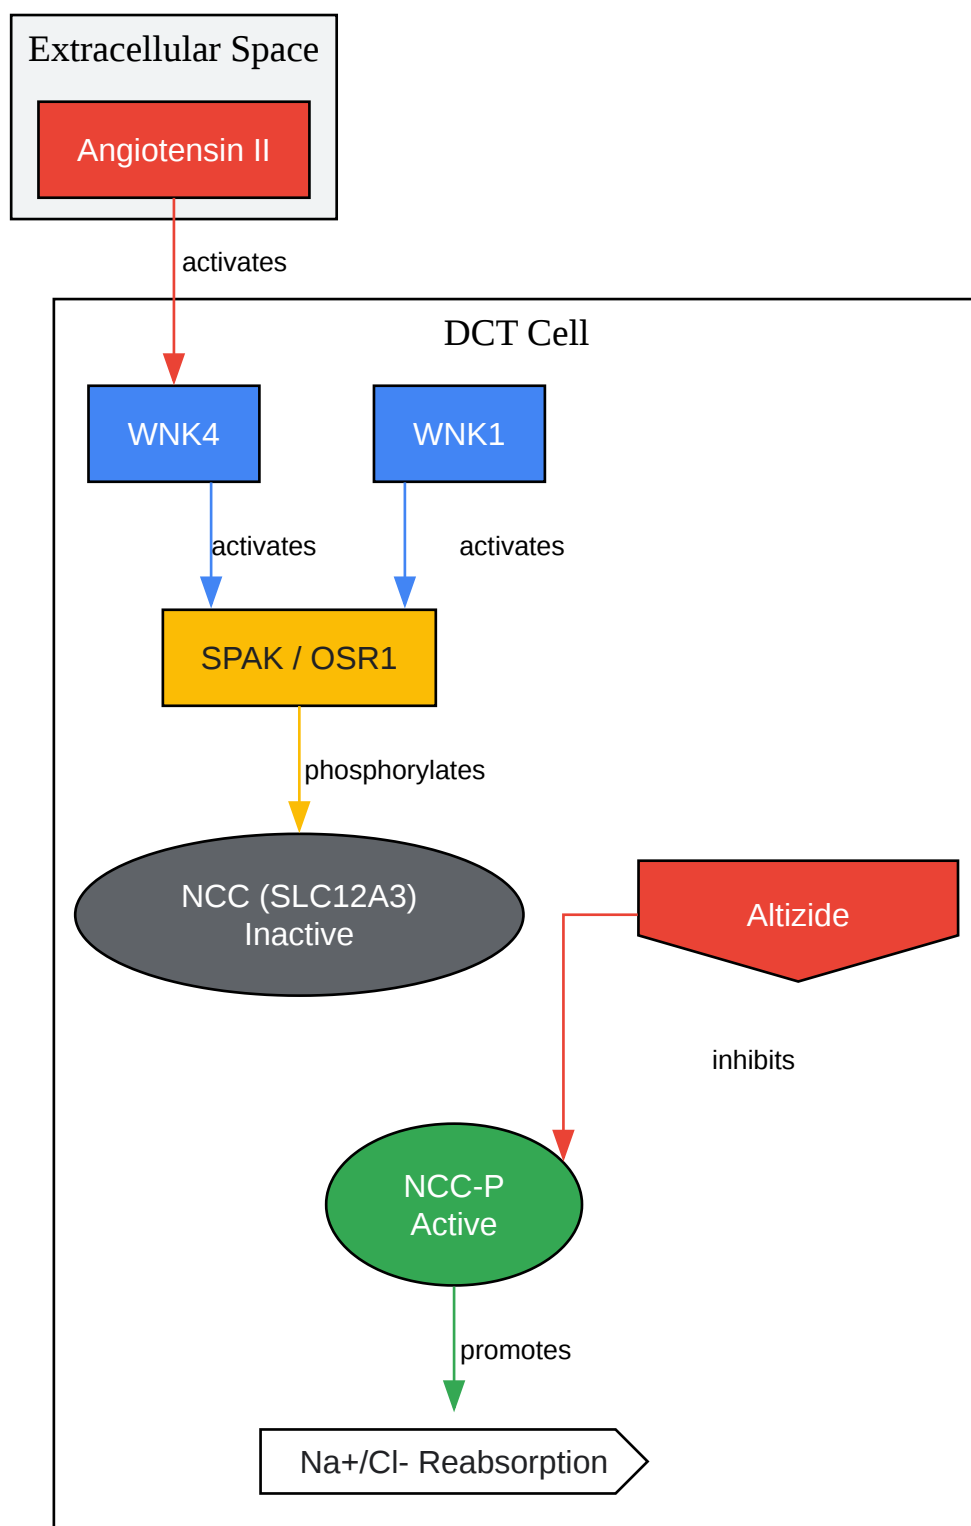 Extracellular Space
Angiotensin II
activates
DCT Cell
WNK4
WNK1
activates
activates
SPAK / OSR1
phosphorylates
NCC (SLC12A3)
Inactive
Altizide
inhibits
NCC-P
Active
promotes
Na+/Cl- Reabsorption